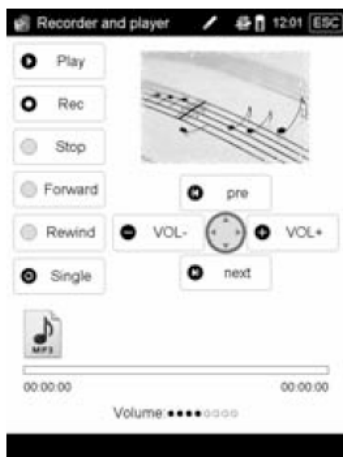 Recorder and player 12:01 ESC
Play
Rec
Stop
Forward
Rewind
Single
pre
VOL-
VOL+
next
MP3
00:00:00 00:00:00
Volume: